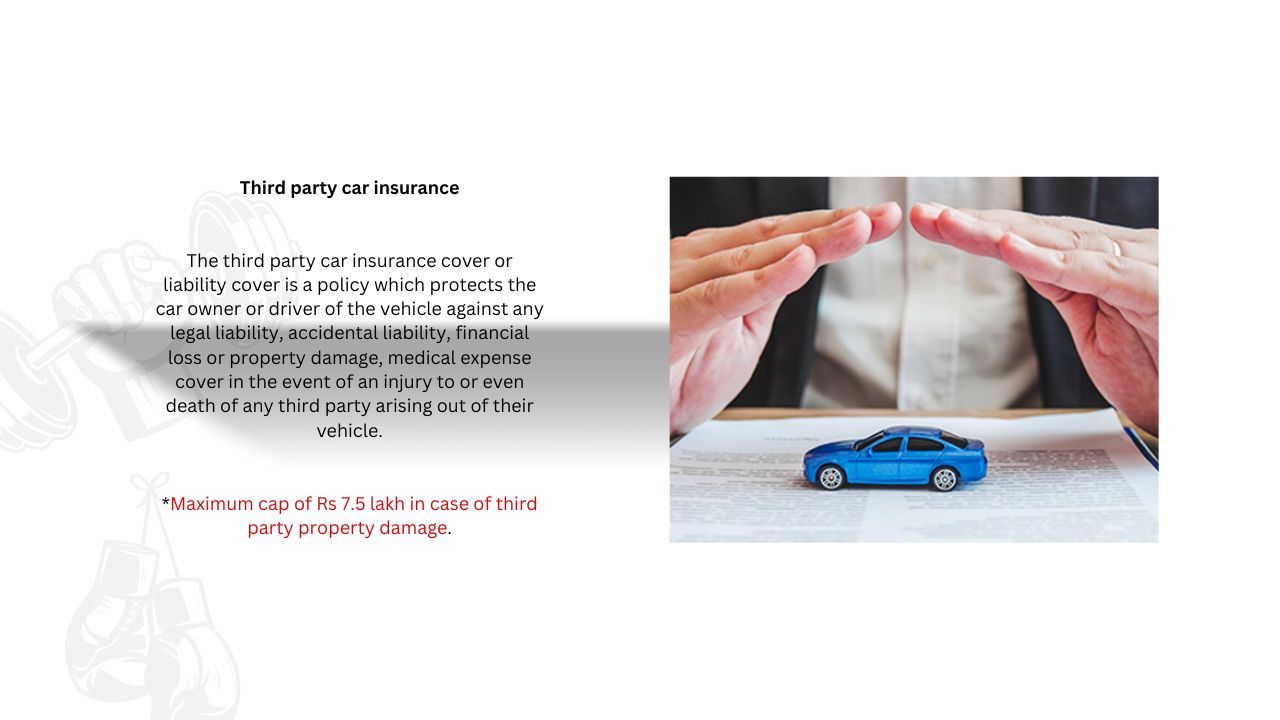 Third party car insurance
The third party car insurance cover or
liability cover is a policy which protects the
car owner or driver of the vehicle against any
legal liability, accidental liability, financial
loss or property damage, medical expense
cover in the event of an injury to or even
death of any third party arising out of their
vehicle.
*Maximum cap of Rs 7.5 lakh in case of third
party property damage.